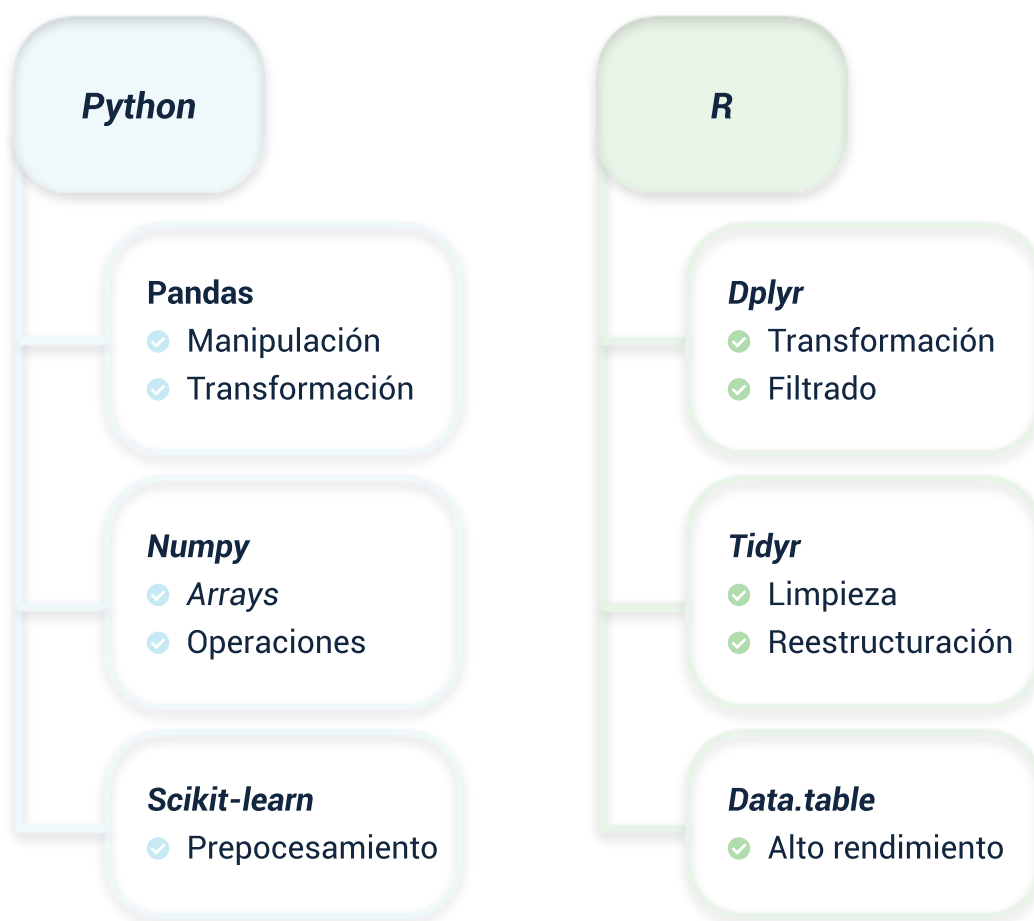 Python
Pandas
Manipulación
Transformación
Numpy
Arrays
Operaciones
Scikit-learn
Prepocesamiento
R
Dplyr
Transformación
Filtrado
Tidyr
Limpieza
Reestructuración
Data.table
Alto rendimiento